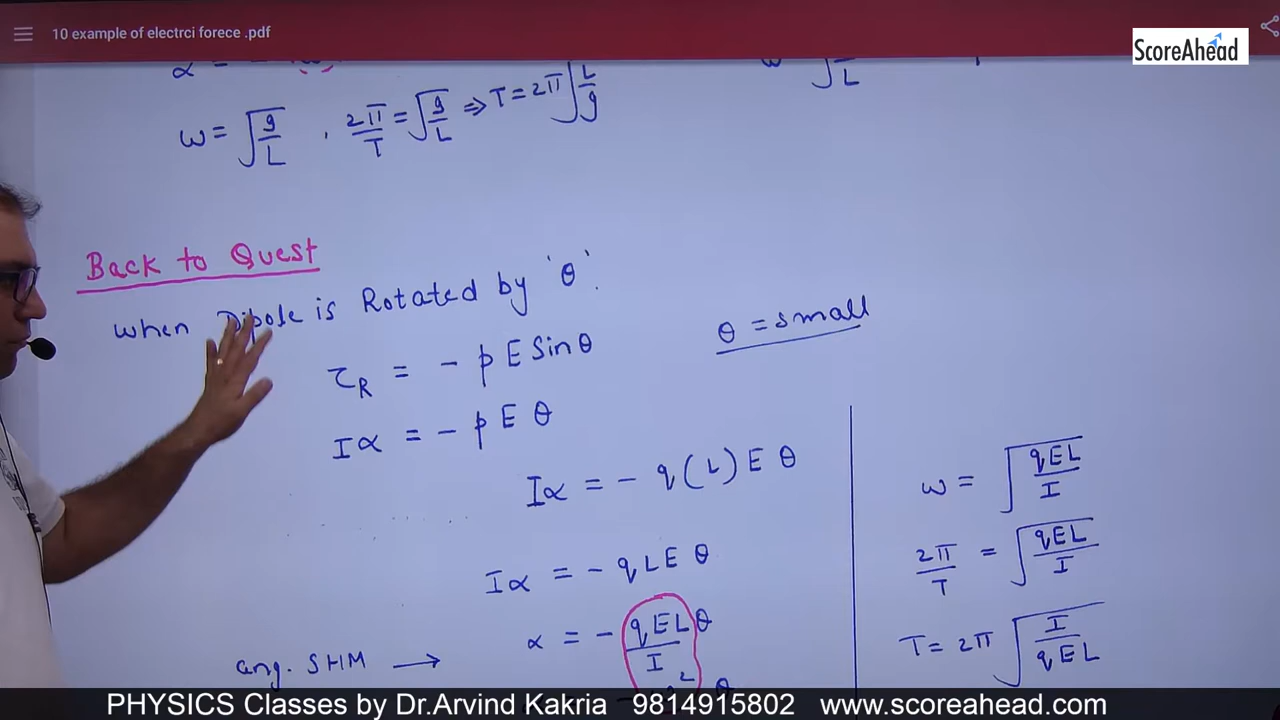 10 example of electrci forece .pdf
ScoreAhead
α =
ω = √(g/L) , 2π/T = √(g/L) ⇒ T = 2π √(L/g)
Back to Quest
when Dipole is Rotated by 'θ'.
θ = small
τ_R = - pE Sinθ
Iα = - pE θ
Iα = - q(L) E θ
Iα = - qLE θ
α = - (qEL/I) θ
ang. SHM →
ω = √(qEL/I)
2π/T = √(qEL/I)
T = 2π √(I/qEL)
PHYSICS Classes by Dr.Arvind Kakria 9814915802 www.scoreahead.com